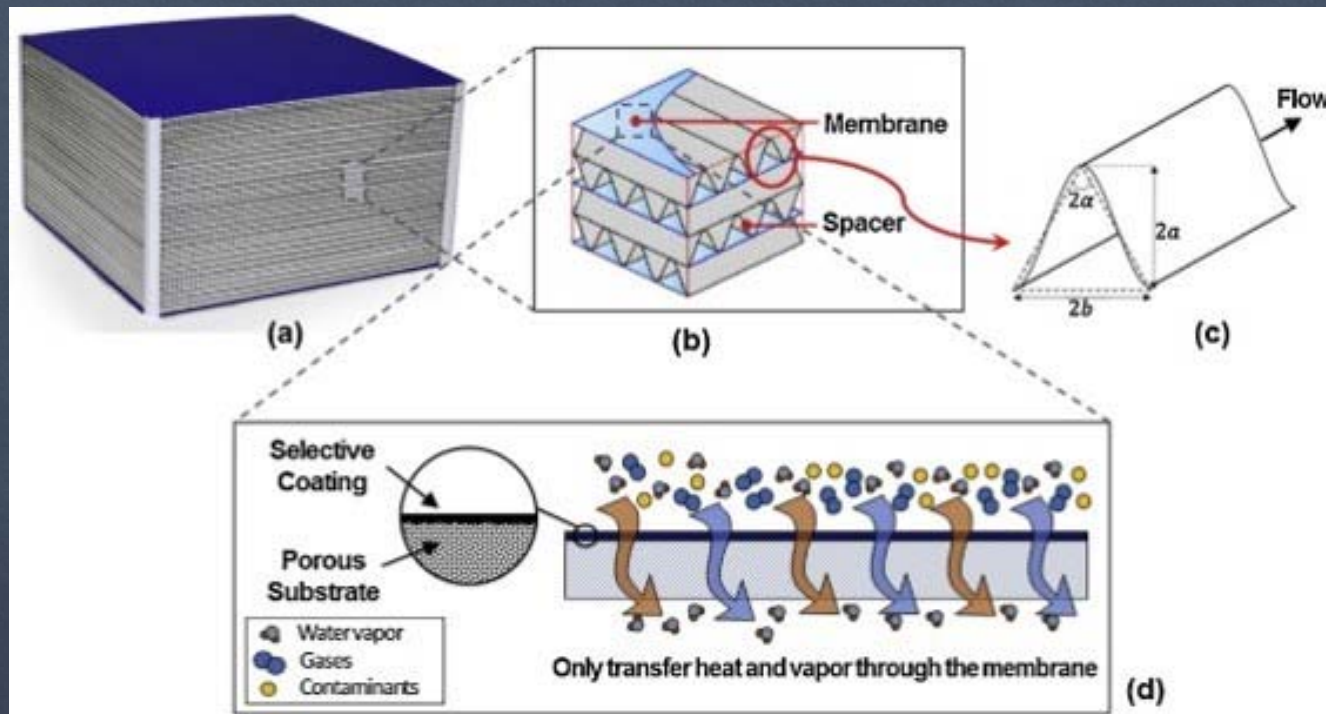 Membrane
Spacer
Flow
2α
2a
2b
(a)
(b)
(c)
Selective
Coating
Porous
Substrate
Water vapor
Gases
Contaminants
Only transfer heat and vapor through the membrane
(d)